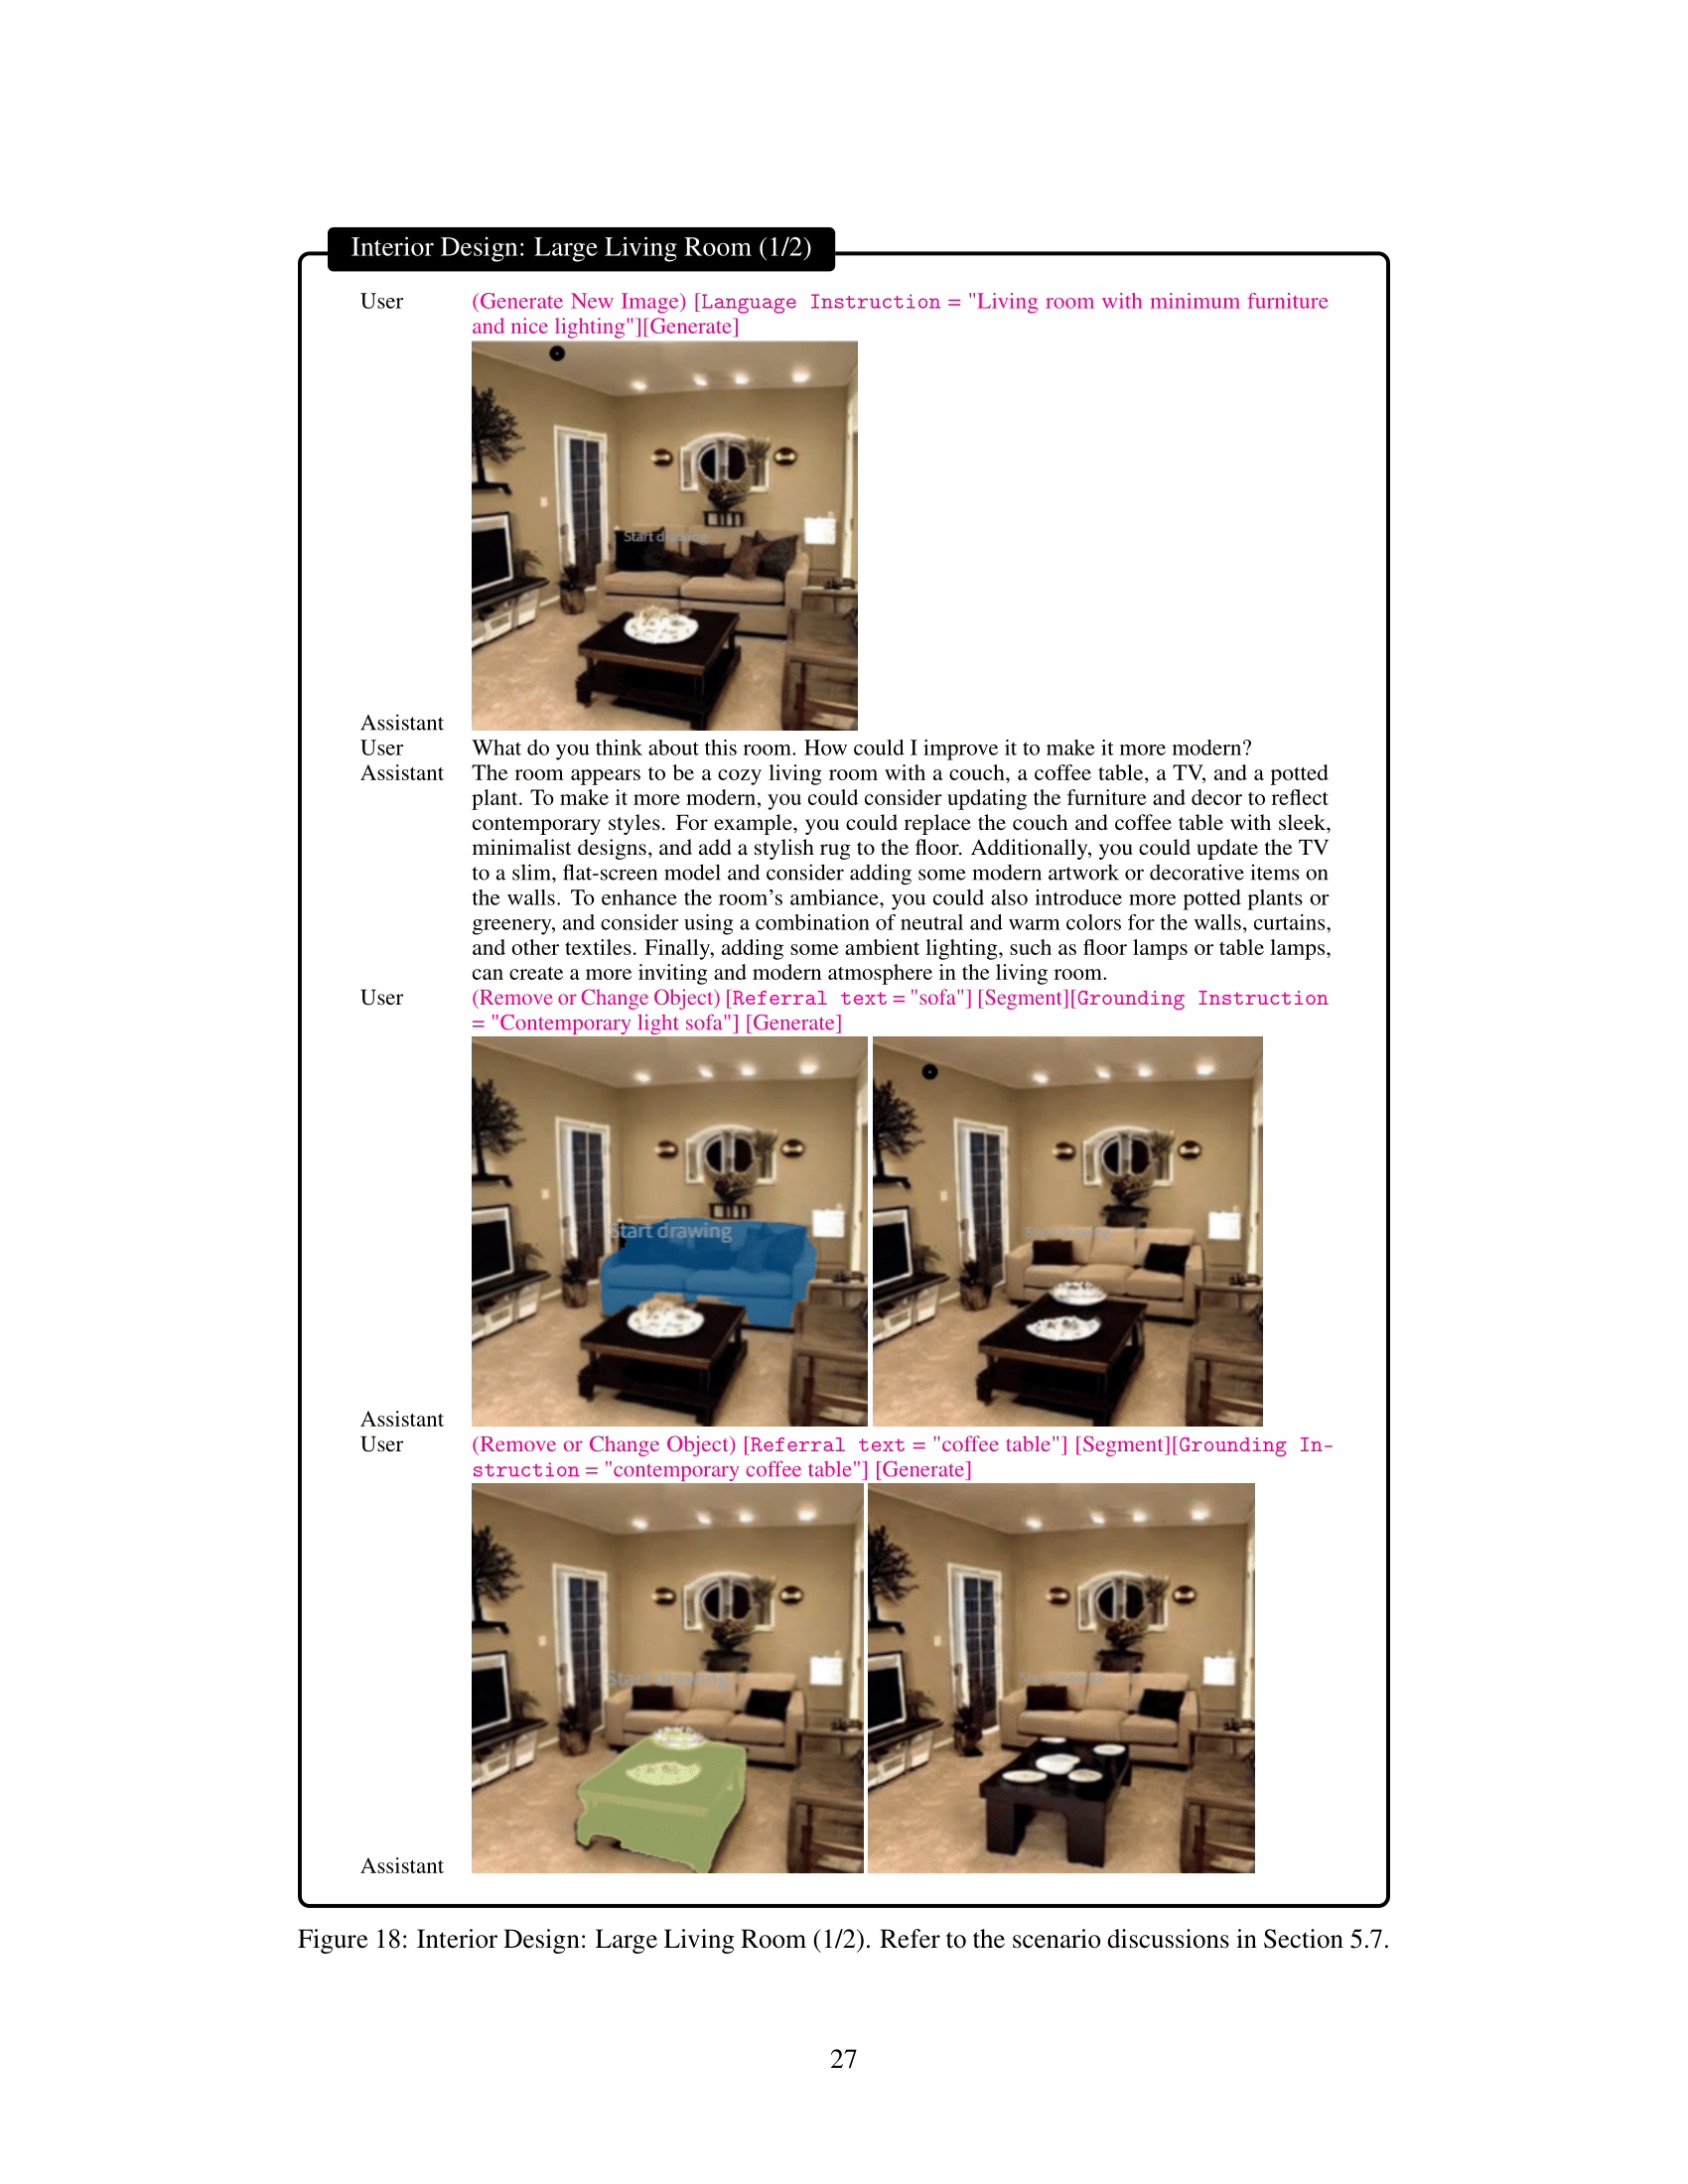 Interior Design: Large Living Room (1/2)
User (Generate New Image) [Language Instruction = "Living room with minimum furniture
and nice lighting"][Generate]
Start drawing
Assistant
User What do you think about this room. How could I improve it to make it more modern?
Assistant The room appears to be a cozy living room with a couch, a coffee table, a TV, and a potted
plant. To make it more modern, you could consider updating the furniture and decor to reflect
contemporary styles. For example, you could replace the couch and coffee table with sleek,
minimalist designs, and add a stylish rug to the floor. Additionally, you could update the TV
to a slim, flat-screen model and consider adding some modern artwork or decorative items on
the walls. To enhance the room's ambiance, you could also introduce more potted plants or
greenery, and consider using a combination of neutral and warm colors for the walls, curtains,
and other textiles. Finally, adding some ambient lighting, such as floor lamps or table lamps,
can create a more inviting and modern atmosphere in the living room.
User (Remove or Change Object) [Referral text = "sofa"] [Segment][Grounding Instruction
= "Contemporary light sofa"] [Generate]
Start drawing
Start drawing
Assistant
User (Remove or Change Object) [Referral text = "coffee table"] [Segment][Grounding In-
struction = "contemporary coffee table"] [Generate]
Start drawing
Start drawing
Assistant
Figure 18: Interior Design: Large Living Room (1/2). Refer to the scenario discussions in Section 5.7.
27